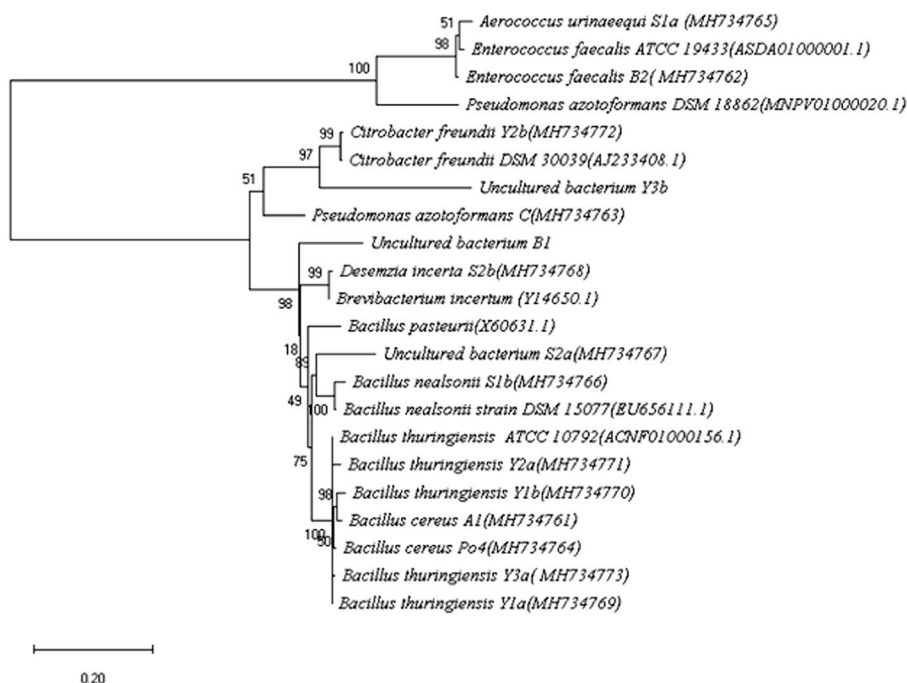 51 Aerococcus urinaeequi S1a (MH734765)
98 Enterococcus faecalis ATCC 19433(ASDA01000001.1)
Enterococcus faecalis B2( MH734762)
100
Pseudomonas azotoformans DSM 18862(MNPV01000020.1)
99 Citrobacter freundii Y2b(MH734772)
97 Citrobacter freundii DSM 30039(AJ233408.1)
51 Uncultured bacterium Y3b
Pseudomonas azotoformans C(MH734763)
Uncultured bacterium B1
99 Desemzia incerta S2b(MH734768)
98 Brevibacterium incertum (Y14650.1)
Bacillus pasteurii(X60631.1)
18 Uncultured bacterium S2a(MH734767)
Bacillus nealsonii S1b(MH734766)
49 100 Bacillus nealsonii strain DSM 15077(EU656111.1)
Bacillus thuringiensis ATCC 10792(ACNF01000156.1)
75 Bacillus thuringiensis Y2a(MH734771)
98 Bacillus thuringiensis Y1b(MH734770)
Bacillus cereus A1(MH734761)
100
Bacillus cereus Po4(MH734764)
Bacillus thuringiensis Y3a( MH734773)
Bacillus thuringiensis Y1a(MH734769)
0.20